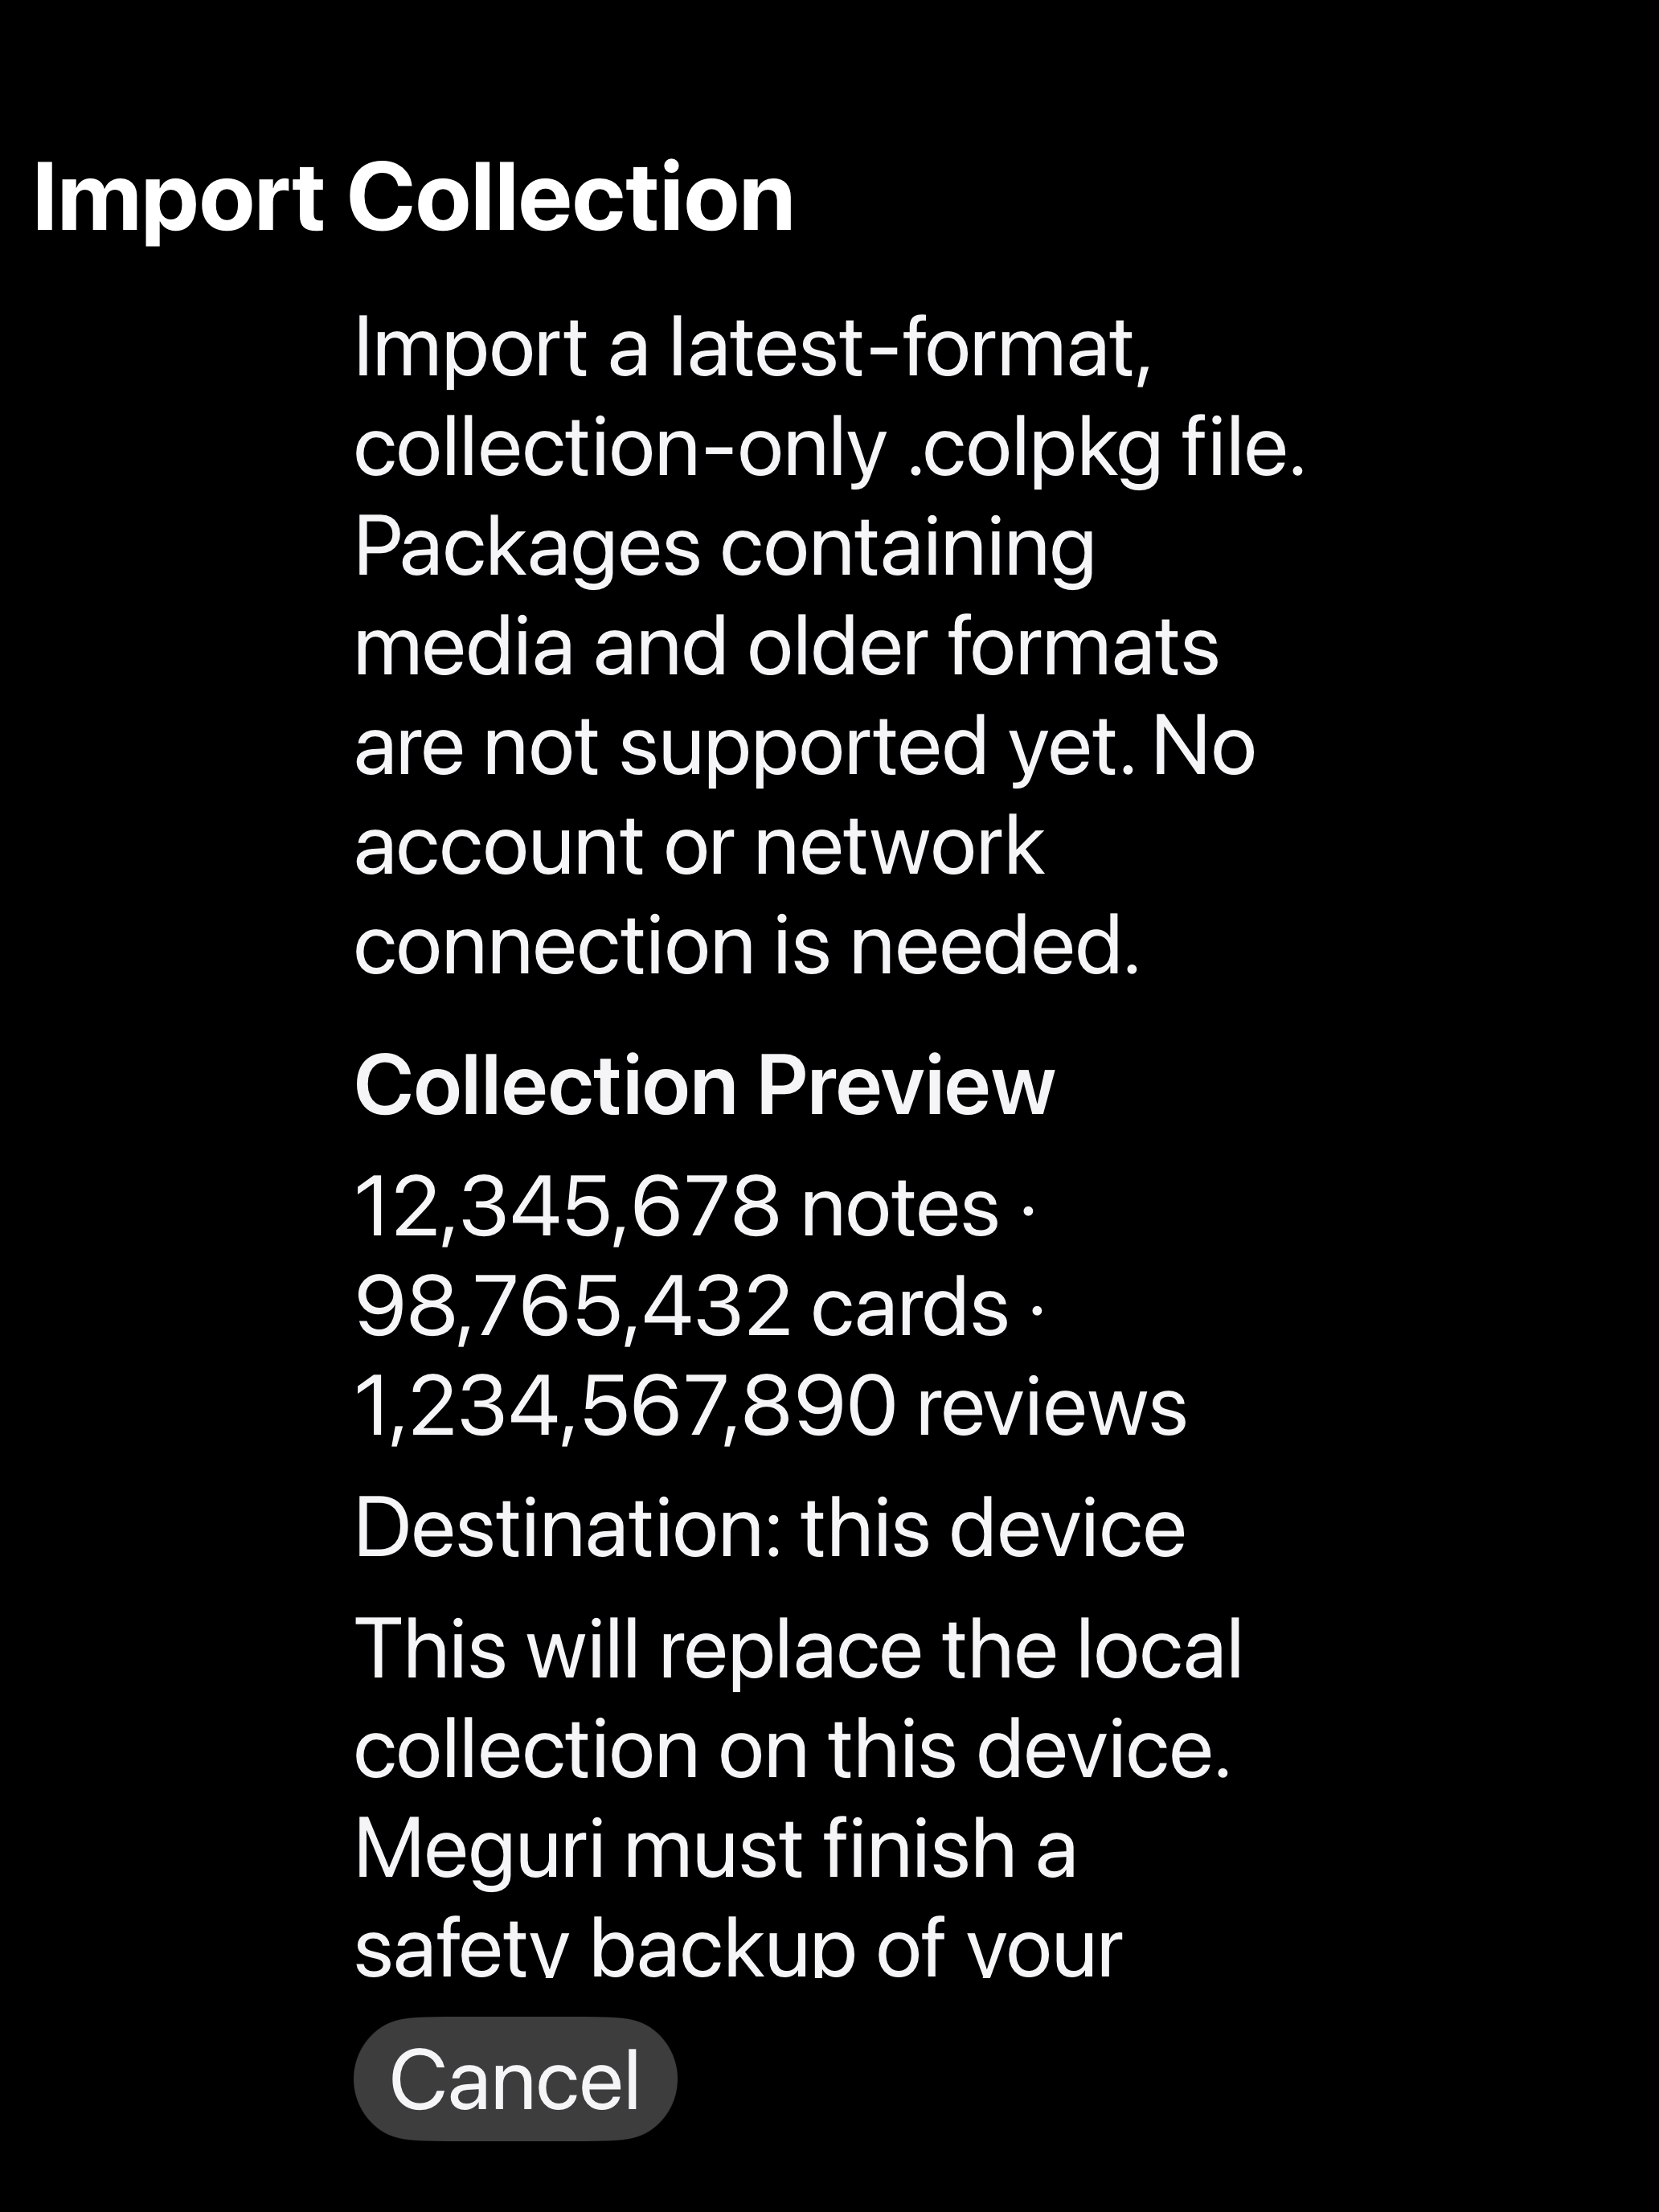 Import Collection
Import a latest-format,
collection-only .colpkg file.
Packages containing
media and older formats
are not supported yet. No
account or network
connection is needed.
Collection Preview
12,345,678 notes ·
98,765,432 cards ·
1,234,567,890 reviews
Destination: this device
This will replace the local
collection on this device.
Meguri must finish a
safety backup of your
Cancel